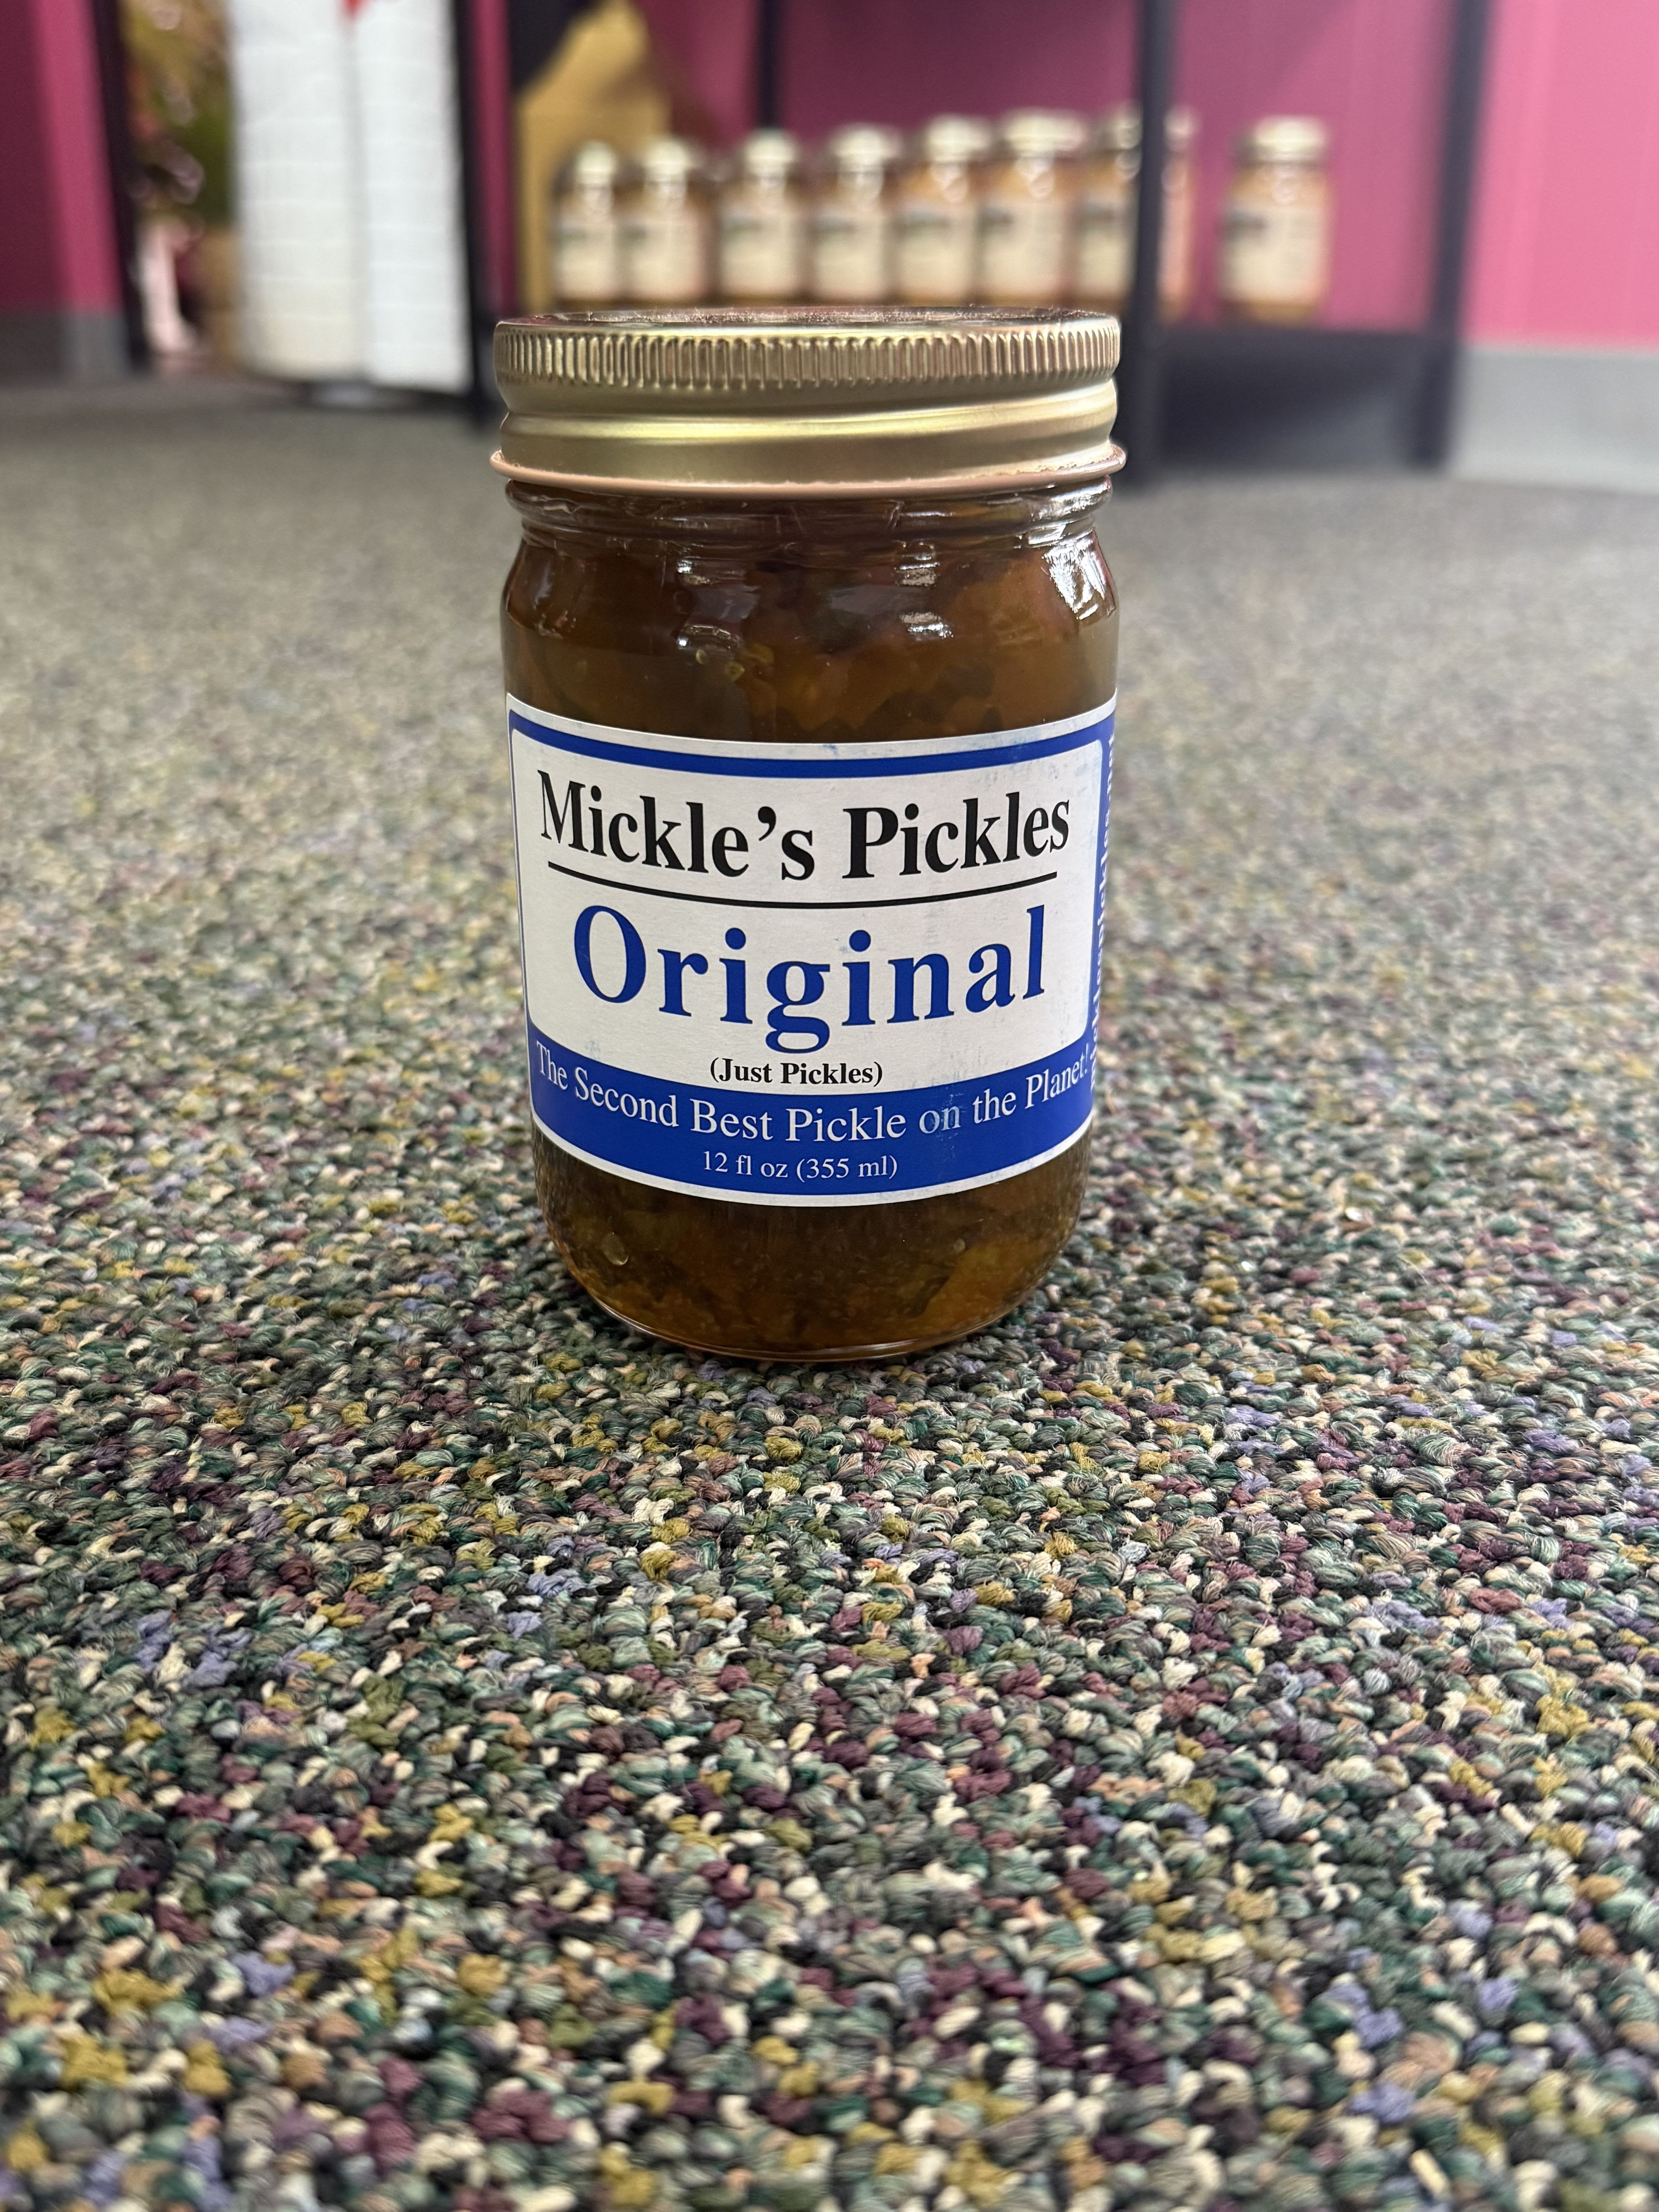 Mickle's Pickles
Original
(Just Pickles)
The Second Best Pickle on the Planet!
12 fl oz (355 ml)